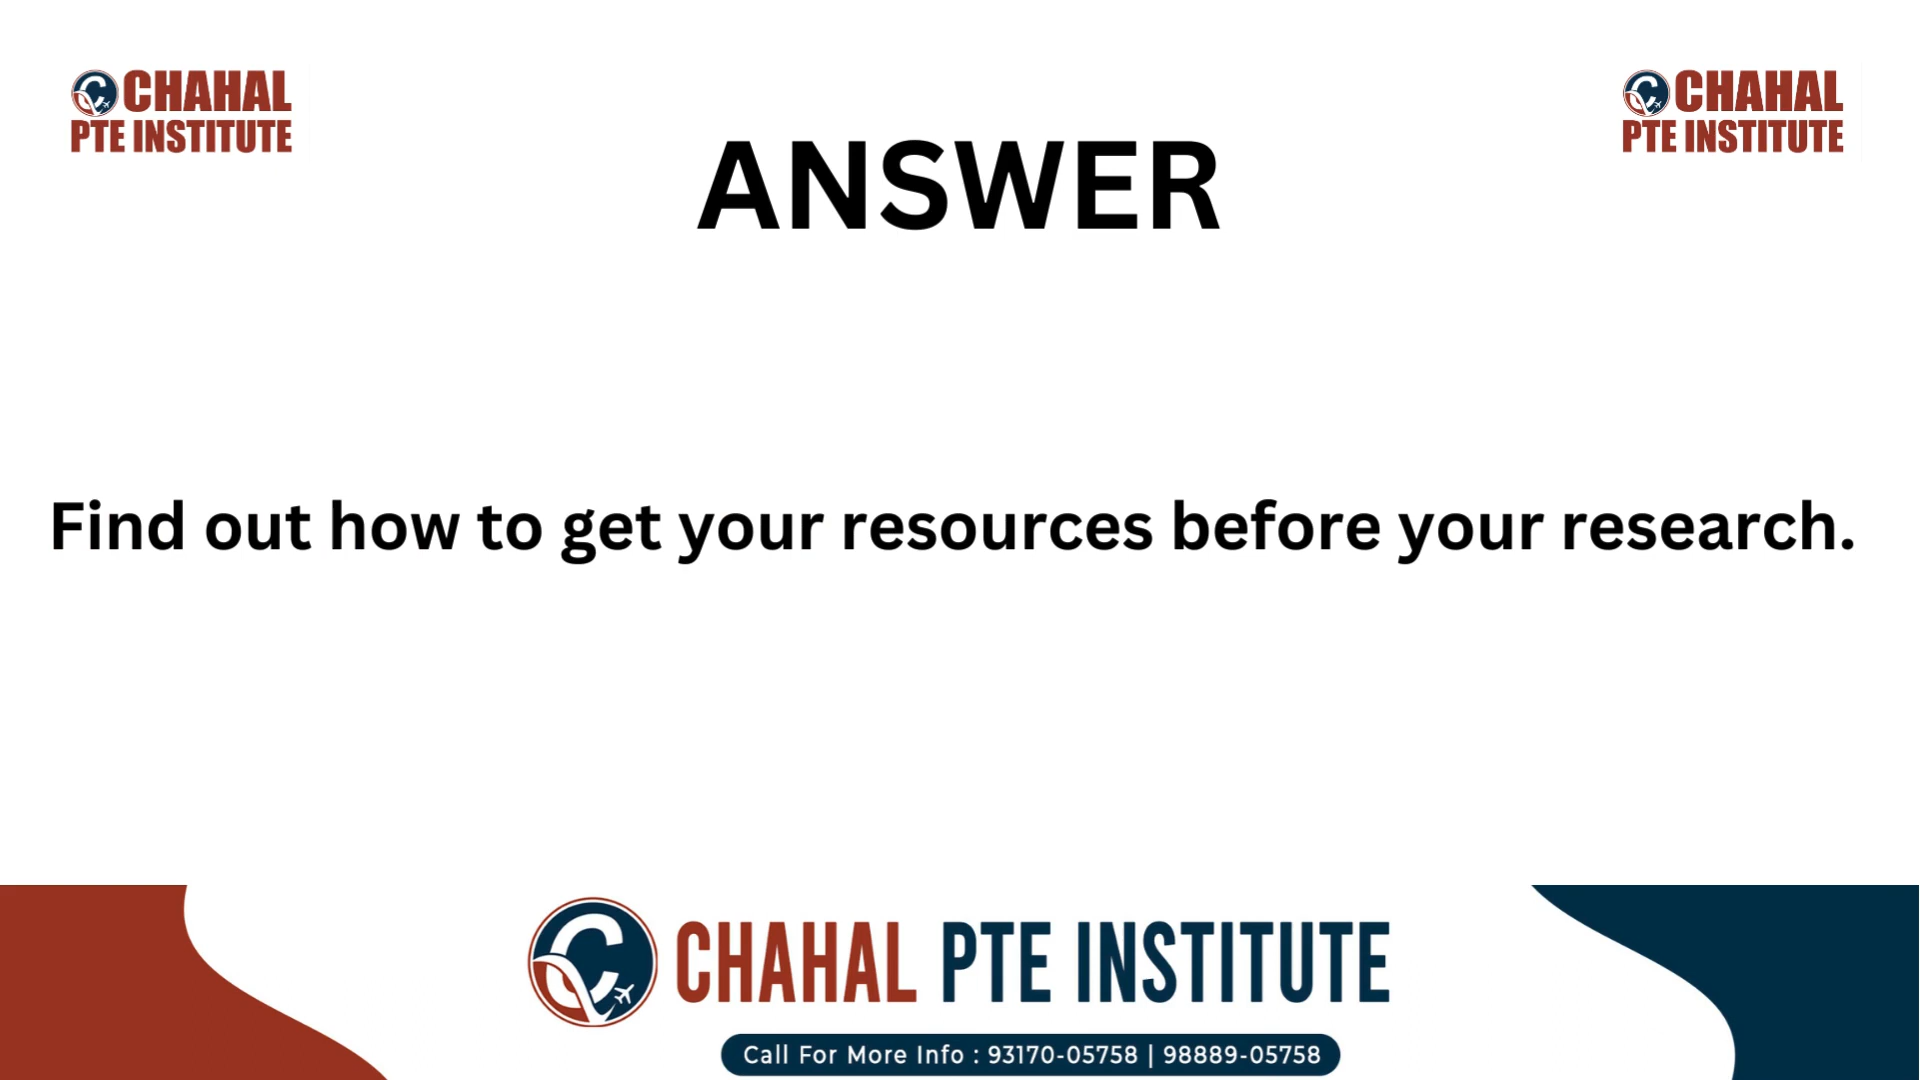 CHAHAL
PTE INSTITUTE
CHAHAL
PTE INSTITUTE
ANSWER
Find out how to get your resources before your research.
CHAHAL PTE INSTITUTE
Call For More Info : 93170-05758 | 98889-05758